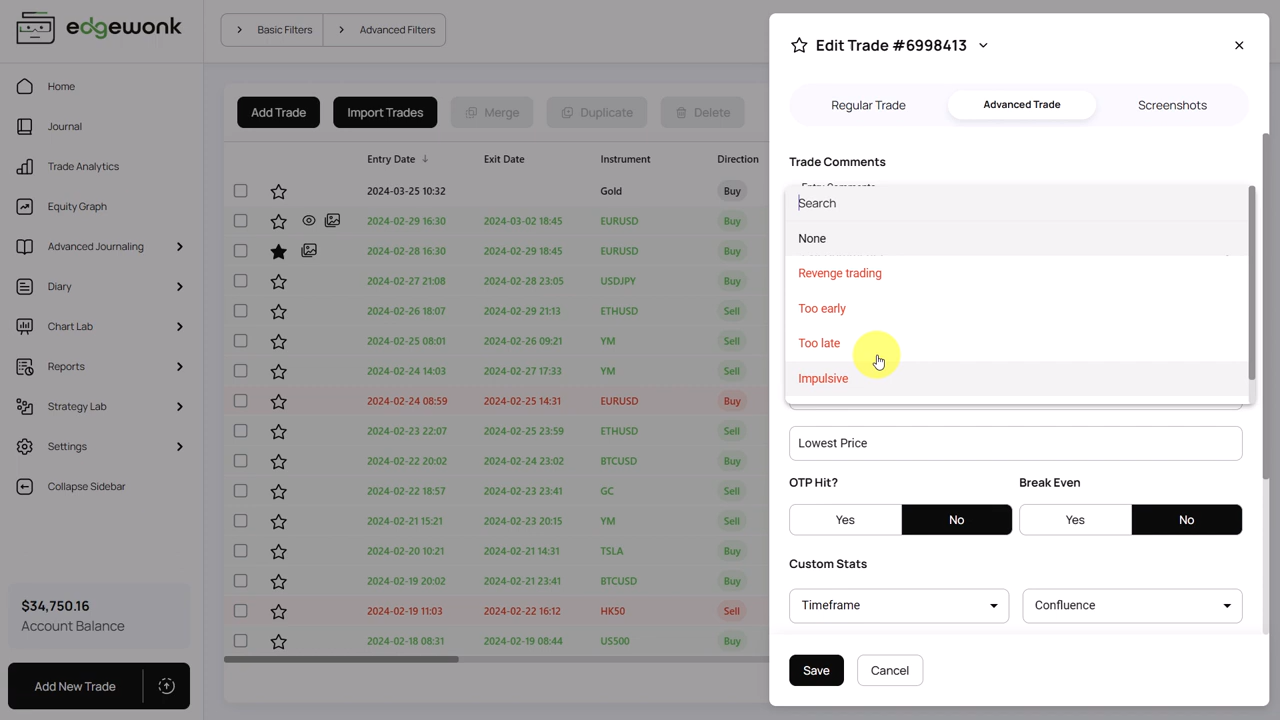 edgewonk
Home
Journal
Trade Analytics
Equity Graph
Advanced Journaling
Diary
Chart Lab
Reports
Strategy Lab
Settings
Collapse Sidebar
$34,750.16
Account Balance
Add New Trade
Basic Filters Advanced Filters
Add Trade Import Trades Merge Duplicate Delete
Entry Date ↓ Exit Date Instrument Direction
2024-03-25 10:32 Gold Buy
2024-02-29 16:30 2024-03-02 18:45 EURUSD Buy
2024-02-28 16:30 2024-02-29 18:45 EURUSD Buy
2024-02-27 21:08 2024-02-28 23:05 USDJPY Buy
2024-02-26 18:07 2024-02-29 21:13 ETHUSD Sell
2024-02-25 08:01 2024-02-26 09:21 YM Sell
2024-02-24 14:03 2024-02-27 17:33 YM Sell
2024-02-24 08:59 2024-02-25 14:31 EURUSD Buy
2024-02-23 22:07 2024-02-25 23:59 ETHUSD Sell
2024-02-22 20:02 2024-02-24 23:02 BTCUSD Buy
2024-02-22 18:57 2024-02-23 23:41 GC Sell
2024-02-21 15:21 2024-02-23 20:15 YM Sell
2024-02-20 10:21 2024-02-21 14:31 TSLA Buy
2024-02-19 20:02 2024-02-21 23:41 BTCUSD Buy
2024-02-19 11:03 2024-02-22 16:12 HK50 Sell
2024-02-18 08:31 2024-02-19 08:44 US500 Buy
Edit Trade #6998413
Regular Trade Advanced Trade Screenshots
Trade Comments
Entry Comments
Search
None
Revenge trading
Too early
Too late
Impulsive
Lowest Price
OTP Hit? Break Even
Yes No Yes No
Custom Stats
Timeframe Confluence
Save Cancel